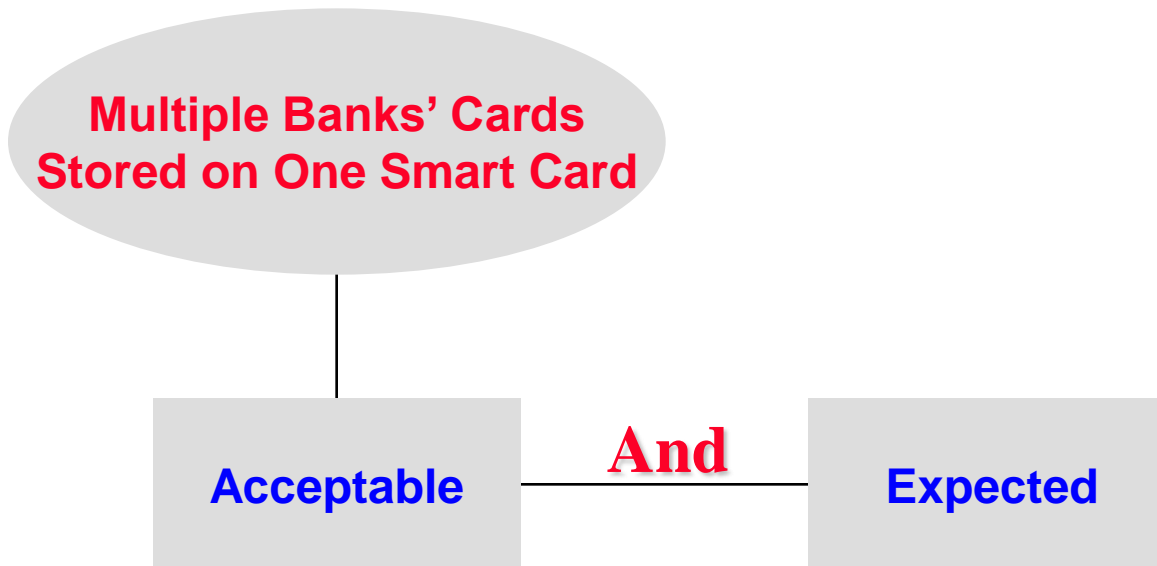 Multiple Banks’ Cards
Stored on One Smart Card
And
Acceptable
Expected